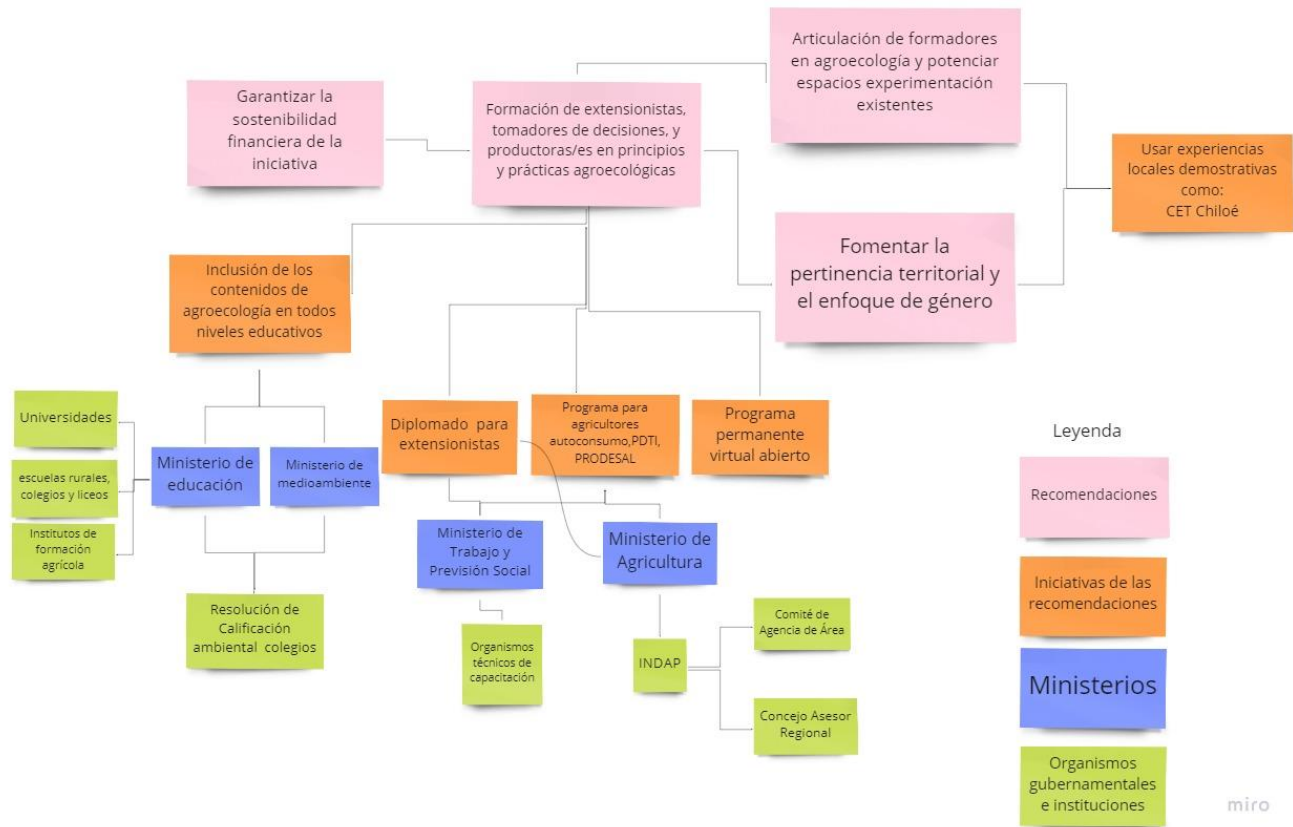 Articulación de formadores
en agroecología y potenciar
espacios experimentación
existentes
Garantizar la
sostenibilidad
financiera de la
iniciativa
Formación de extensionistas,
tomadores de decisiones, y
productoras/es en principios
y prácticas agroecológicas
Usar experiencias
locales demostrativas
como:
CET Chiloé
Fomentar la
pertinencia territorial y
el enfoque de género
Inclusión de los
contenidos de
agroecología en todos
niveles educativos
Universidades
escuelas rurales,
colegios y liceos
Institutos de
formación
agrícola
Ministerio de
educación
Ministerio de
medioambiente
Resolución de
Calificación
ambiental colegios
Diplomado para
extensionistas
Programa para
agricultores
autoconsumo,PDTI,
PRODESAL
Programa
permanente
virtual abierto
Ministerio de
Trabajo y
Previsión Social
Ministerio de
Agricultura
Organismos
técnicos de
capacitación
INDAP
Comité de
Agencia de Área
Concejo Asesor
Regional
Leyenda
Recomendaciones
Iniciativas de las
recomendaciones
Ministerios
Organismos
gubernamentales
e instituciones
miro